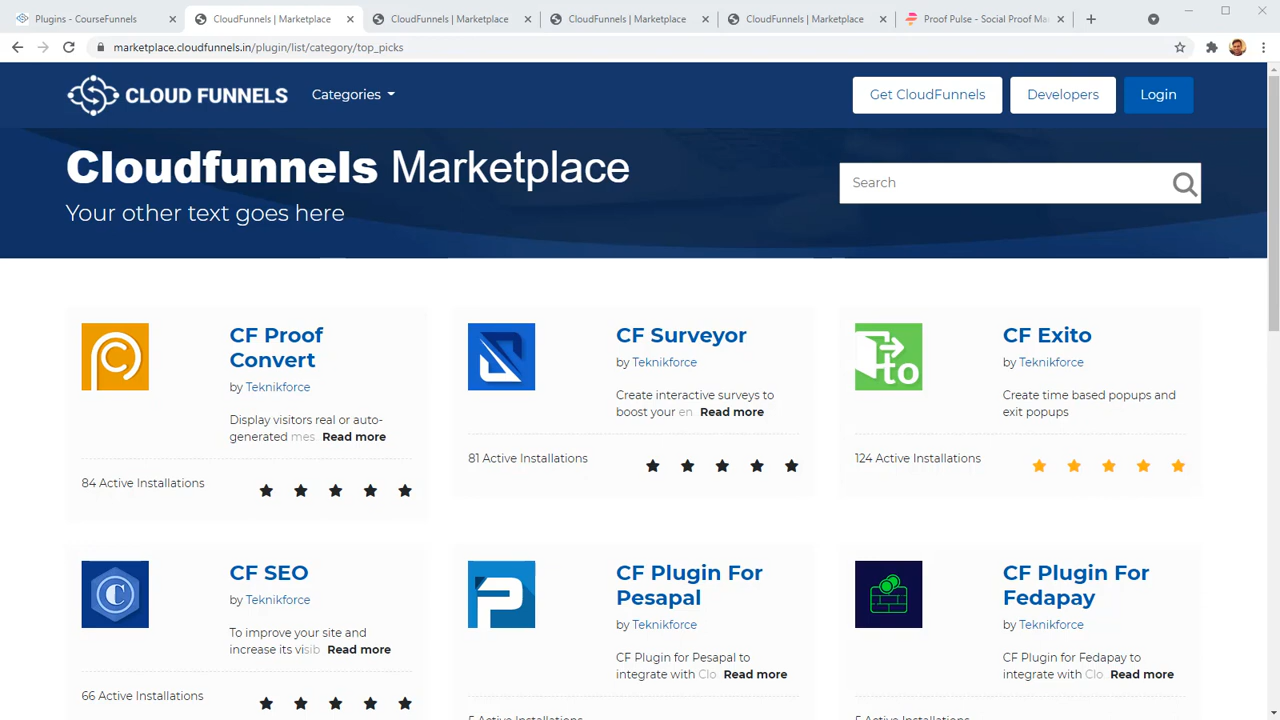 Plugins - CourseFunnels
CloudFunnels | Marketplace
CloudFunnels | Marketplace
CloudFunnels | Marketplace
CloudFunnels | Marketplace
Proof Pulse - Social Proof Ma
marketplace.cloudfunnels.in/plugin/list/category/top_picks
CLOUD FUNNELS
Categories
Get CloudFunnels
Developers
Login
Cloudfunnels Marketplace
Your other text goes here
Search
CF Proof
Convert
by Teknikforce
Display visitors real or auto-
generated mes Read more
84 Active Installations
CF Surveyor
by Teknikforce
Create interactive surveys to
boost your en Read more
81 Active Installations
CF Exito
by Teknikforce
Create time based popups and
exit popups
124 Active Installations
to
CF SEO
by Teknikforce
To improve your site and
increase its visib Read more
66 Active Installations
CF Plugin For
Pesapal
by Teknikforce
CF Plugin for Pesapal to
integrate with Clo Read more
5 Active Installations
CF Plugin For
Fedapay
by Teknikforce
CF Plugin for Fedapay to
integrate with Clo Read more
5 Active Installations